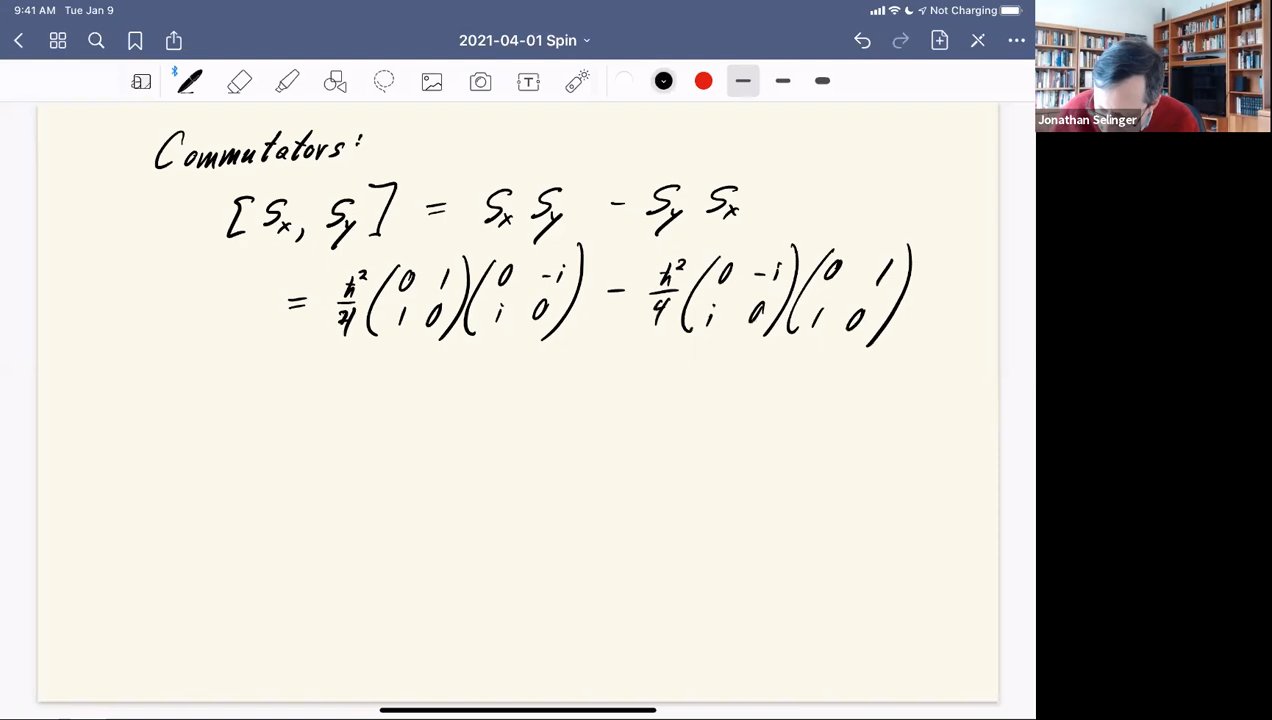 9:41 AM Tue Jan 9
Not Charging
2021-04-01 Spin
T
Jonathan Selinger
Commutators:
[Sx, Sy] = Sx Sy - Sy Sx
= ħ²/4 (0 1; 1 0)(0 -i; i 0) - ħ²/4 (0 -i; i 0)(0 1; 1 0)